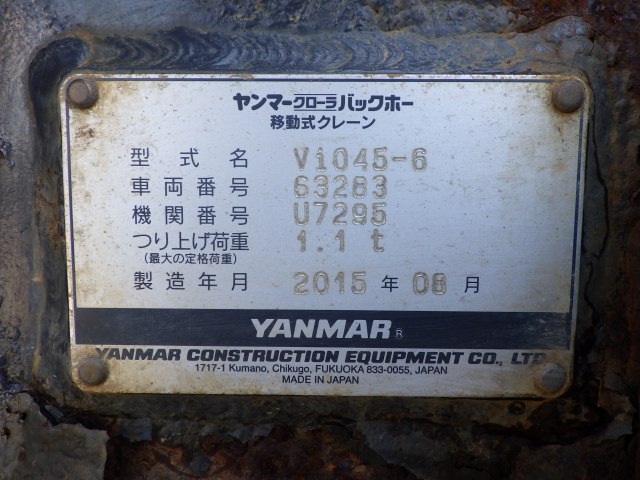 ヤンマークローラバックホー
移動式クレーン
型式名 ViO45-6
車両番号 63283
機関番号 U7295
つり上げ荷重 1.1 t
(最大の定格荷重)
製造年月 2015 年 08 月
YANMAR®
YANMAR CONSTRUCTION EQUIPMENT CO., LTD.
1717-1 Kumano, Chikugo, FUKUOKA 833-0055, JAPAN
MADE IN JAPAN